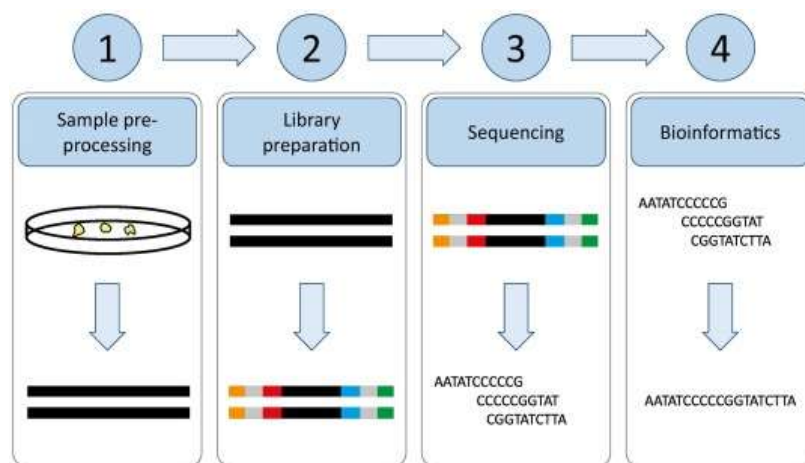 1
2
3
4
Sample pre-
processing
Library
preparation
Sequencing
Bioinformatics
AATATCCCCCG
CCCCCGGTAT
CGGTATCTTA
AATATCCCCCG
CCCCCGGTAT
CGGTATCTTA
AATATCCCCCGGTATCTTA